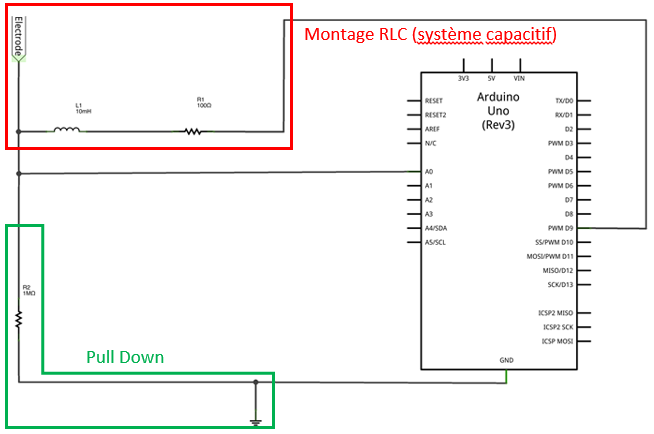 Electrode
Montage RLC (système capacitif)
L1
10mH
R1
100Ω
3V3
5V
VIN
Arduino
Uno
(Rev3)
RESET
RESET2
AREF
N/C
A0
A1
A2
A3
A4/SDA
A5/SCL
TX/D0
RX/D1
D2
PWM D3
D4
PWM D5
PWM D6
D7
D8
PWM D9
SS/PWM D10
MOSI/PWM D11
MISO/D12
SCK/D13
ICSP2 MISO
ICSP2 SCK
ICSP MOSI
GND
R2
1MΩ
Pull Down